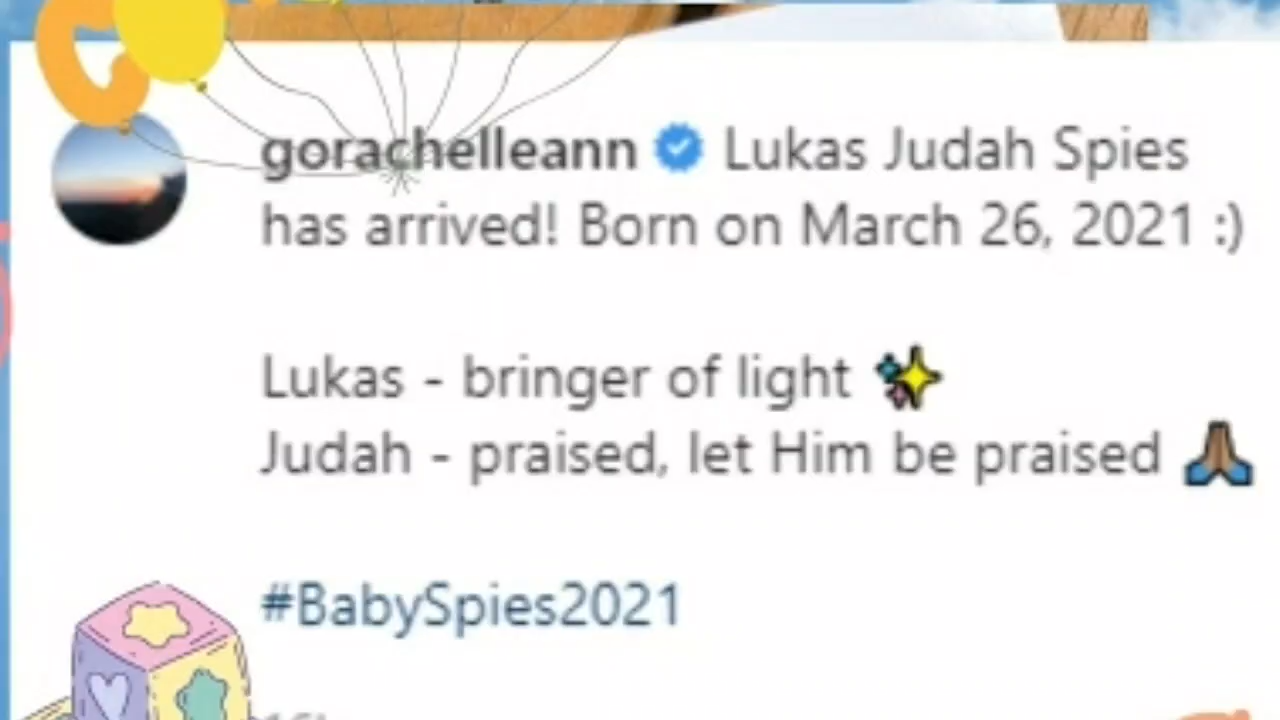 gorachelleann Lukas Judah Spies
has arrived! Born on March 26, 2021 :)
Lukas - bringer of light ✨
Judah - praised, let Him be praised 🙏🏽
#BabySpies2021